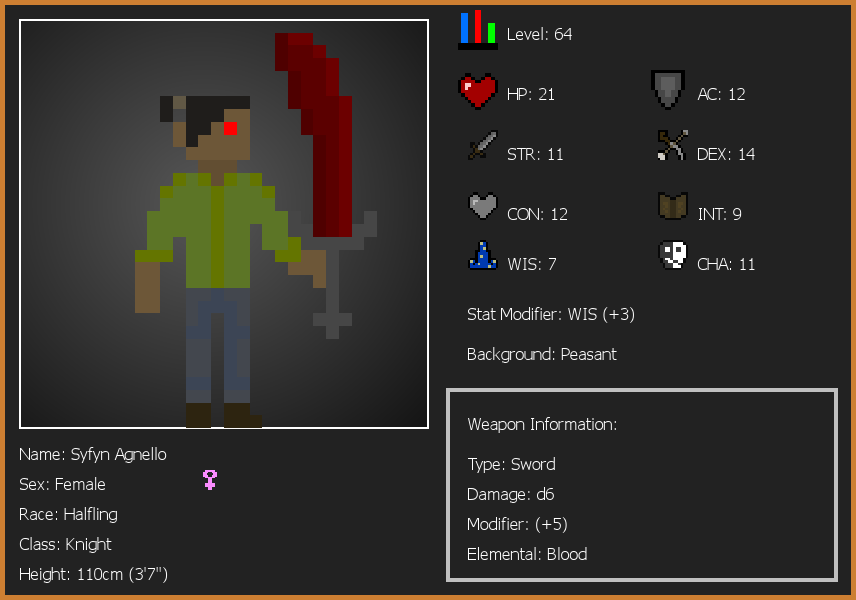 Level: 64
HP: 21
AC: 12
STR: 11
DEX: 14
CON: 12
INT: 9
WIS: 7
CHA: 11
Stat Modifier: WIS (+3)
Background: Peasant
Weapon Information:
Type: Sword
Damage: d6
Modifier: (+5)
Elemental: Blood
Name: Syfyn Agnello
Sex: Female
Race: Halfling
Class: Knight
Height: 110cm (3'7")